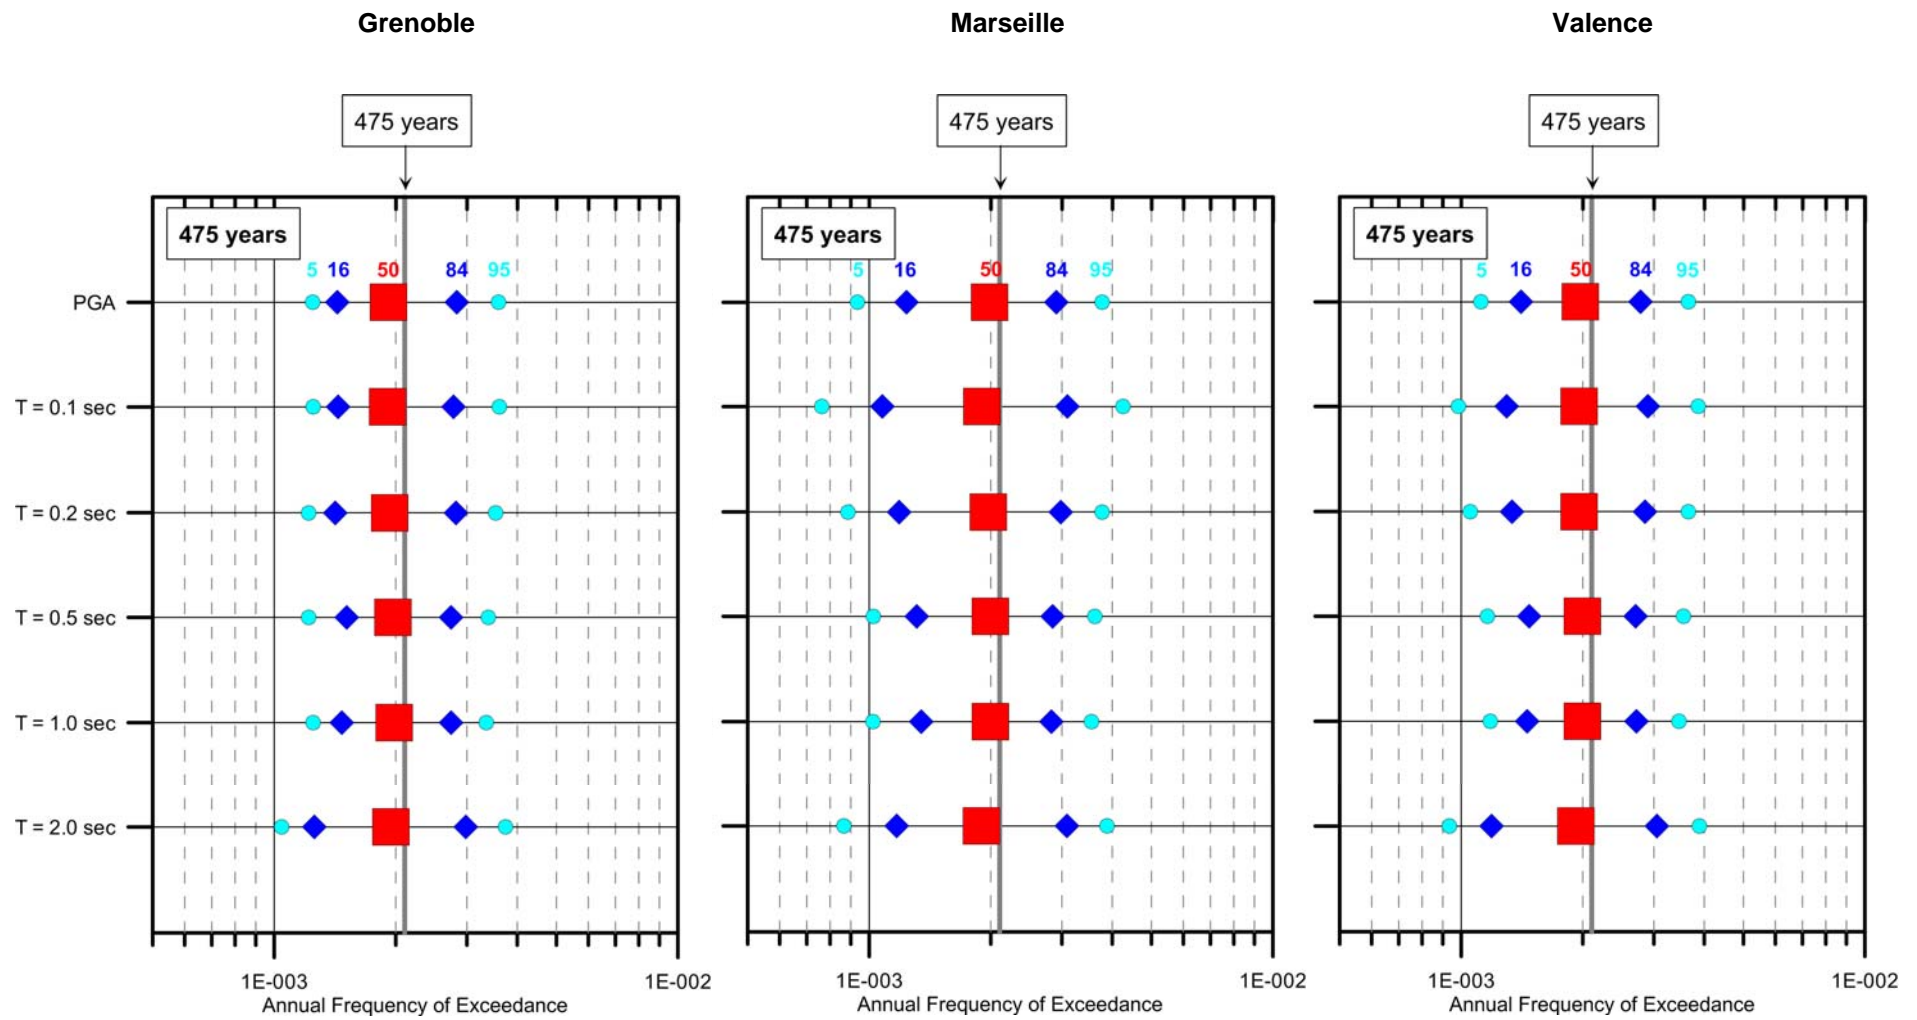 Grenoble Marseille Valence
475 years 475 years 475 years
475 years 475 years 475 years
5 16 50 84 95 5 16 50 84 95 5 16 50 84 95
PGA
T = 0.1 sec
T = 0.2 sec
T = 0.5 sec
T = 1.0 sec
T = 2.0 sec
1E-003 1E-002 1E-003 1E-002 1E-003 1E-002
Annual Frequency of Exceedance Annual Frequency of Exceedance Annual Frequency of Exceedance